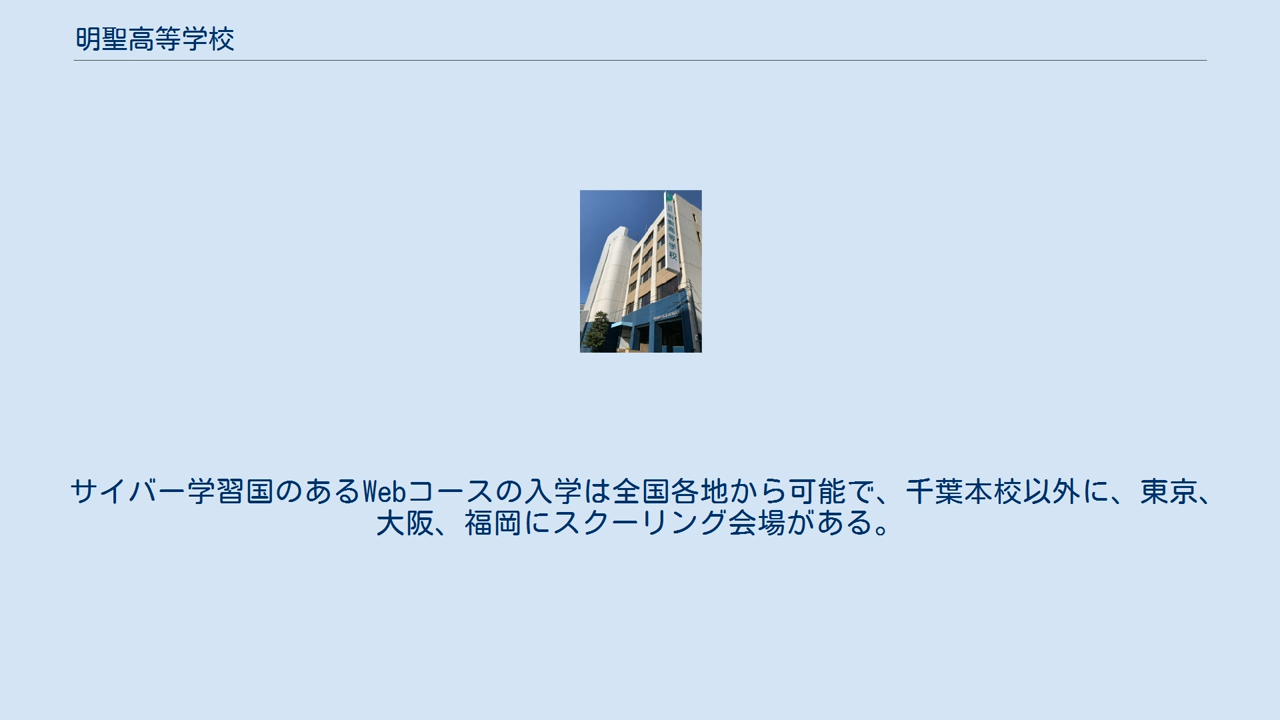 明聖高等学校
サイバー学習国のあるWebコースの入学は全国各地から可能で、千葉本校以外に、東京、
大阪、福岡にスクーリング会場がある。